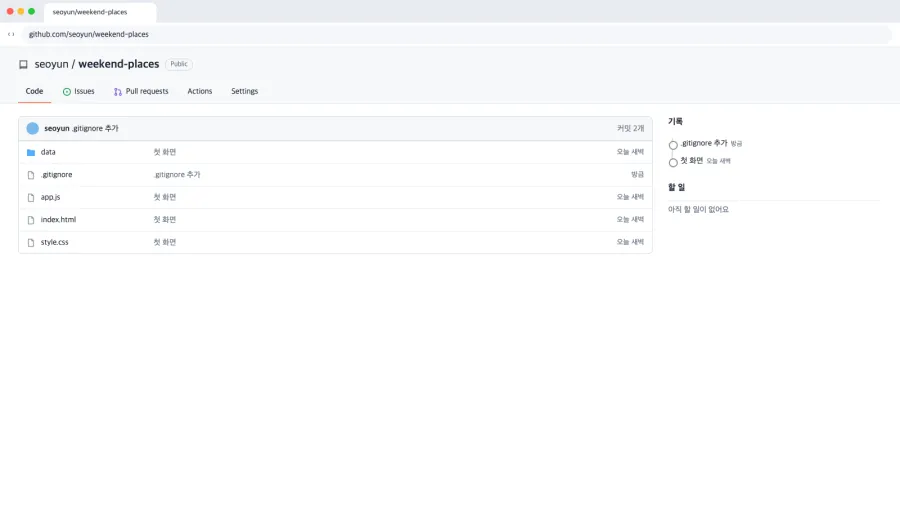 seoyun/weekend-places
github.com/seoyun/weekend-places
seoyun / weekend-places Public
Code Issues Pull requests Actions Settings
seoyun .gitignore 추가 커밋 2개
data 첫 화면 오늘 새벽
.gitignore .gitignore 추가 방금
app.js 첫 화면 오늘 새벽
index.html 첫 화면 오늘 새벽
style.css 첫 화면 오늘 새벽
기록
.gitignore 추가 방금
첫 화면 오늘 새벽
할 일
아직 할 일이 없어요